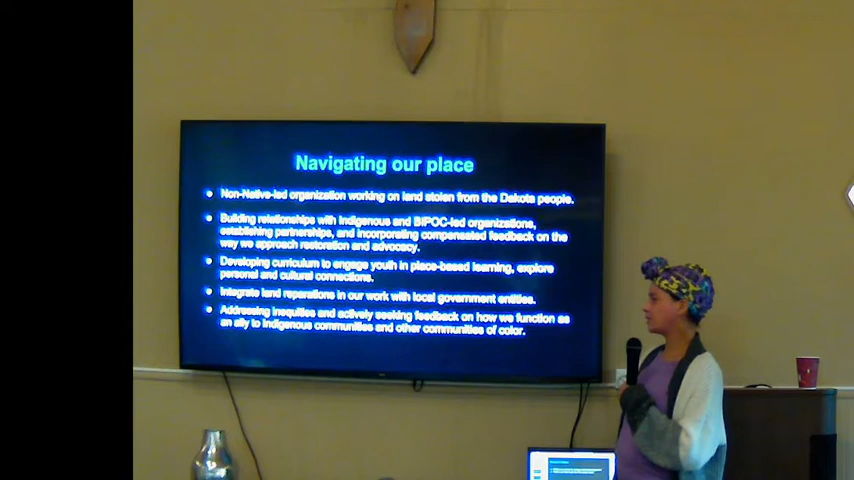 Navigating our place
• Non-Native-led organization working on land stolen from the Dakota people.
• Building relationships with Indigenous and BIPOC-led organizations,
establishing partnerships, and incorporating compensated feedback on the
way we approach restoration and advocacy.
• Developing curriculum to engage youth in place-based learning, explore
personal and cultural connections.
• Integrate land reparations in our work with local government entities.
• Addressing inequities and actively seeking feedback on how we function as
an ally to Indigenous communities and other communities of color.